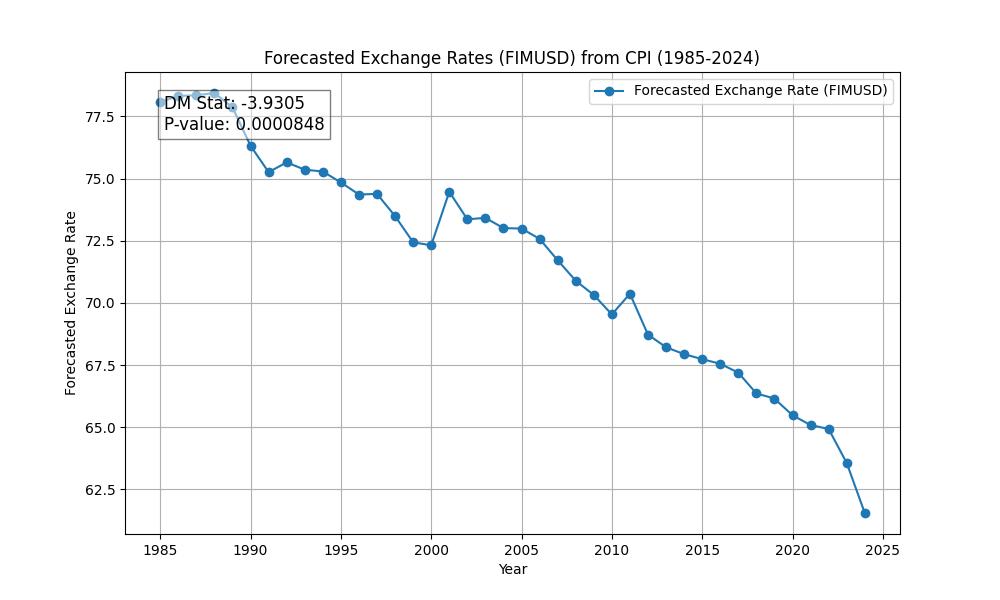 Forecasted Exchange Rates (FIMUSD) from CPI (1985-2024)
DM Stat: -3.9305
P-value: 0.0000848
Forecasted Exchange Rate (FIMUSD)
Forecasted Exchange Rate
77.5
75.0
72.5
70.0
67.5
65.0
62.5
1985
1990
1995
2000
2005
2010
2015
2020
2025
Year